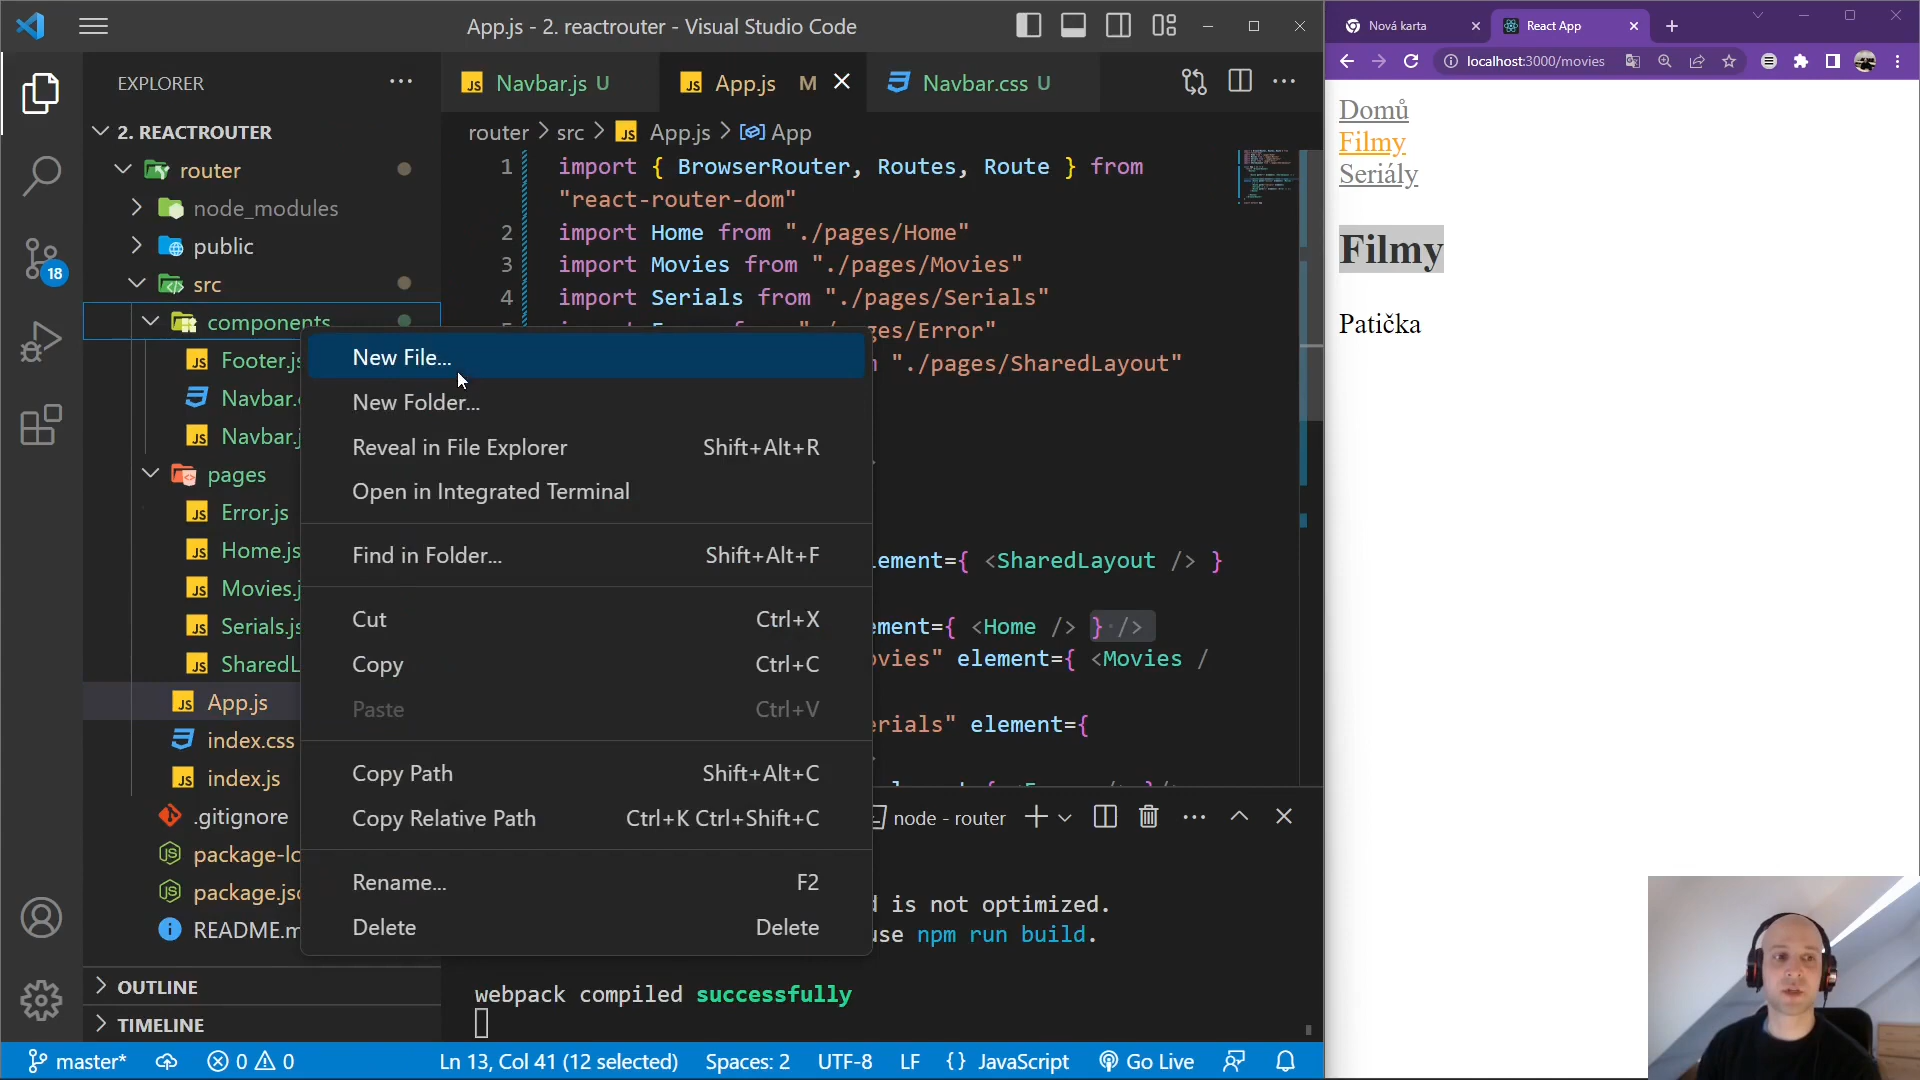 App.js - 2. reactrouter - Visual Studio Code
EXPLORER
2. REACTROUTER
router
node_modules
public
src
components
Footer.js
Navbar.
Navbar.j
pages
Error.js
Home.js
Movies.j
Serials.js
SharedL
App.js
index.css
index.js
.gitignore
package-lo
package.jso
README.m
OUTLINE
TIMELINE
18
Navbar.js U
App.js M
Navbar.css U
router > src > App.js > App
1 import { BrowserRouter, Routes, Route } from
"react-router-dom"
2 import Home from "./pages/Home"
3 import Movies from "./pages/Movies"
4 import Serials from "./pages/Serials"
ges/Error"
"./pages/SharedLayout"
ement={ <SharedLayout /> }
ement={ <Home /> } />
ovies" element={ <Movies /
erials" element={
New File...
New Folder...
Reveal in File Explorer Shift+Alt+R
Open in Integrated Terminal
Find in Folder... Shift+Alt+F
Cut Ctrl+X
Copy Ctrl+C
Paste Ctrl+V
Copy Path Shift+Alt+C
Copy Relative Path Ctrl+K Ctrl+Shift+C
Rename... F2
Delete Delete
node - router
d is not optimized.
use npm run build.
webpack compiled successfully
master* 0 0 Ln 13, Col 41 (12 selected) Spaces: 2 UTF-8 LF {} JavaScript Go Live
Nová karta
React App
localhost:3000/movies
Domů
Filmy
Seriály
Filmy
Patička